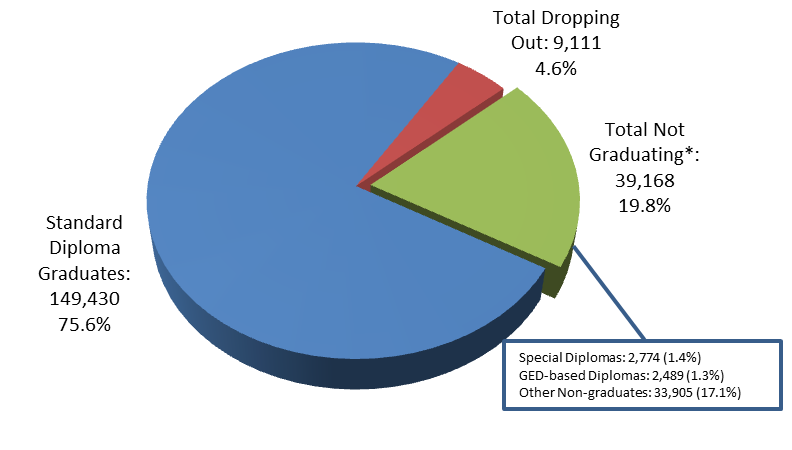 Total Dropping
Out: 9,111
4.6%
Total Not
Graduating*:
39,168
19.8%
Standard
Diploma
Graduates:
149,430
75.6%
Special Diplomas: 2,774 (1.4%)
GED-based Diplomas: 2,489 (1.3%)
Other Non-graduates: 33,905 (17.1%)